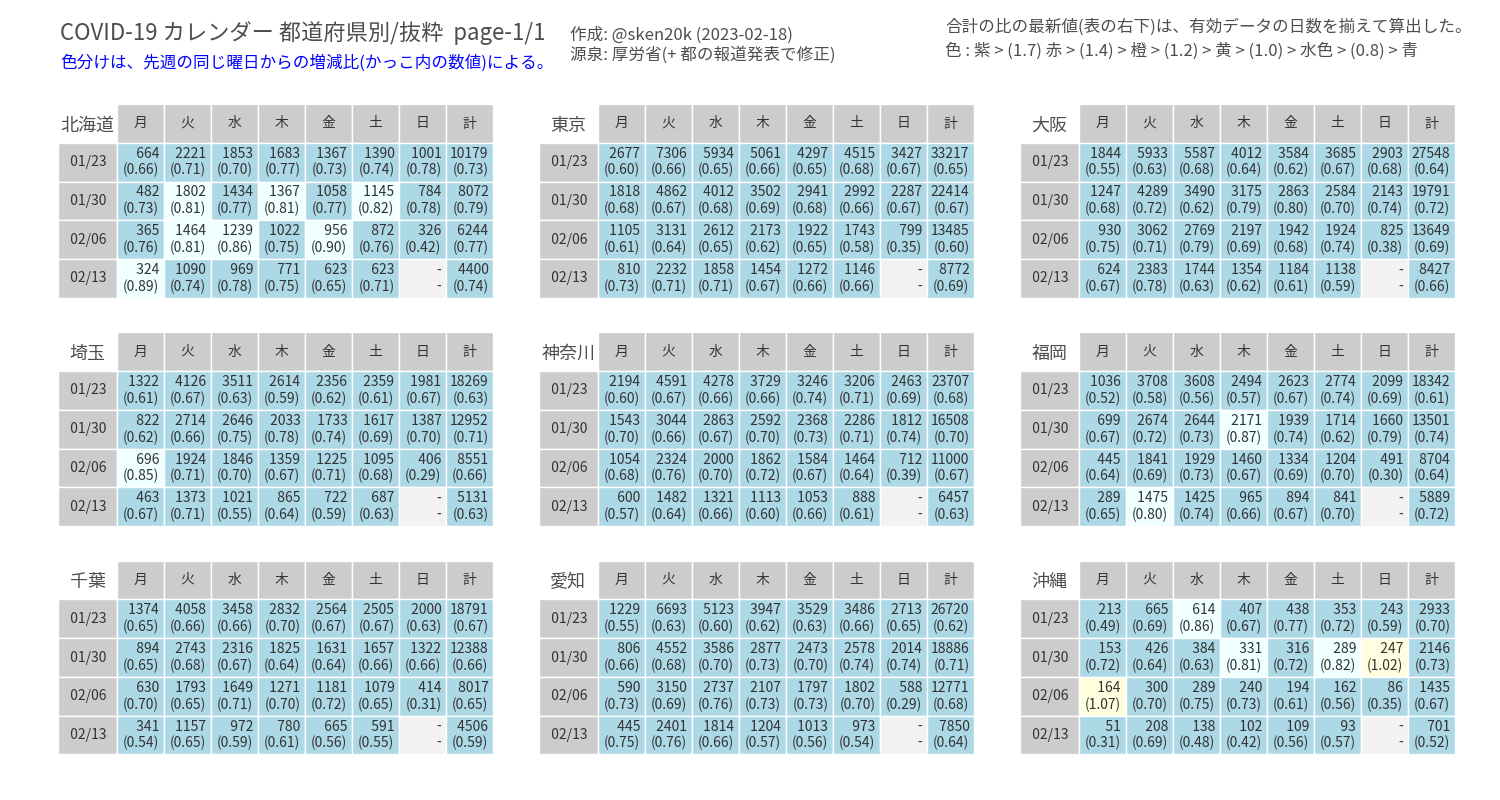 COVID-19 カレンダー 都道府県別/抜粋 page-1/1
作成: @sken20k (2023-02-18)
合計の比の最新値(表の右下)は、有効データの日数を揃えて算出した。
色分けは、先週の同じ曜日からの増減比(かっこ内の数値)による。
源泉: 厚労省(+ 都の報道発表で修正)
色 : 紫 > (1.7) 赤 > (1.4) > 橙 > (1.2) > 黄 > (1.0) > 水色 > (0.8) > 青
北海道 月 火 水 木 金 土 日 計
01/23 664 2221 1853 1683 1367 1390 1001 10179
(0.66) (0.71) (0.70) (0.77) (0.73) (0.74) (0.78) (0.73)
01/30 482 1802 1434 1367 1058 1145 784 8072
(0.73) (0.81) (0.77) (0.81) (0.77) (0.82) (0.78) (0.79)
02/06 365 1464 1239 1022 956 872 326 6244
(0.76) (0.81) (0.86) (0.75) (0.90) (0.76) (0.42) (0.77)
02/13 324 1090 969 771 623 623 - 4400
(0.89) (0.74) (0.78) (0.75) (0.65) (0.71) - (0.74)
東京 月 火 水 木 金 土 日 計
01/23 2677 7306 5934 5061 4297 4515 3427 33217
(0.60) (0.66) (0.65) (0.66) (0.65) (0.68) (0.67) (0.65)
01/30 1818 4862 4012 3502 2941 2992 2287 22414
(0.68) (0.67) (0.68) (0.69) (0.68) (0.66) (0.67) (0.67)
02/06 1105 3131 2612 2173 1922 1743 799 13485
(0.61) (0.64) (0.65) (0.62) (0.65) (0.58) (0.35) (0.60)
02/13 810 2232 1858 1454 1272 1146 - 8772
(0.73) (0.71) (0.71) (0.67) (0.66) (0.66) - (0.69)
大阪 月 火 水 木 金 土 日 計
01/23 1844 5933 5587 4012 3584 3685 2903 27548
(0.55) (0.63) (0.68) (0.64) (0.62) (0.67) (0.68) (0.64)
01/30 1247 4289 3490 3175 2863 2584 2143 19791
(0.68) (0.72) (0.62) (0.79) (0.80) (0.70) (0.74) (0.72)
02/06 930 3062 2769 2197 1942 1924 825 13649
(0.75) (0.71) (0.79) (0.69) (0.68) (0.74) (0.38) (0.69)
02/13 624 2383 1744 1354 1184 1138 - 8427
(0.67) (0.78) (0.63) (0.62) (0.61) (0.59) - (0.66)
埼玉 月 火 水 木 金 土 日 計
01/23 1322 4126 3511 2614 2356 2359 1981 18269
(0.61) (0.67) (0.63) (0.59) (0.62) (0.61) (0.67) (0.63)
01/30 822 2714 2646 2033 1733 1617 1387 12952
(0.62) (0.66) (0.75) (0.78) (0.74) (0.69) (0.70) (0.71)
02/06 696 1924 1846 1359 1225 1095 406 8551
(0.85) (0.71) (0.70) (0.67) (0.71) (0.68) (0.29) (0.66)
02/13 463 1373 1021 865 722 687 - 5131
(0.67) (0.71) (0.55) (0.64) (0.59) (0.63) - (0.63)
神奈川 月 火 水 木 金 土 日 計
01/23 2194 4591 4278 3729 3246 3206 2463 23707
(0.60) (0.67) (0.66) (0.66) (0.74) (0.71) (0.69) (0.68)
01/30 1543 3044 2863 2592 2368 2286 1812 16508
(0.70) (0.66) (0.67) (0.70) (0.73) (0.71) (0.74) (0.70)
02/06 1054 2324 2000 1862 1584 1464 712 11000
(0.68) (0.76) (0.70) (0.72) (0.67) (0.64) (0.39) (0.67)
02/13 600 1482 1321 1113 1053 888 - 6457
(0.57) (0.64) (0.66) (0.60) (0.66) (0.61) - (0.63)
福岡 月 火 水 木 金 土 日 計
01/23 1036 3708 3608 2494 2623 2774 2099 18342
(0.52) (0.58) (0.56) (0.57) (0.67) (0.74) (0.69) (0.61)
01/30 699 2674 2644 2171 1939 1714 1660 13501
(0.67) (0.72) (0.73) (0.87) (0.74) (0.62) (0.79) (0.74)
02/06 445 1841 1929 1460 1334 1204 491 8704
(0.64) (0.69) (0.73) (0.67) (0.69) (0.70) (0.30) (0.64)
02/13 289 1475 1425 965 894 841 - 5889
(0.65) (0.80) (0.74) (0.66) (0.67) (0.70) - (0.72)
千葉 月 火 水 木 金 土 日 計
01/23 1374 4058 3458 2832 2564 2505 2000 18791
(0.65) (0.66) (0.66) (0.70) (0.67) (0.67) (0.63) (0.67)
01/30 894 2743 2316 1825 1631 1657 1322 12388
(0.65) (0.68) (0.67) (0.64) (0.64) (0.66) (0.66) (0.66)
02/06 630 1793 1649 1271 1181 1079 414 8017
(0.70) (0.65) (0.71) (0.70) (0.72) (0.65) (0.31) (0.65)
02/13 341 1157 972 780 665 591 - 4506
(0.54) (0.65) (0.59) (0.61) (0.56) (0.55) - (0.59)
愛知 月 火 水 木 金 土 日 計
01/23 1229 6693 5123 3947 3529 3486 2713 26720
(0.55) (0.63) (0.60) (0.62) (0.63) (0.66) (0.65) (0.62)
01/30 806 4552 3586 2877 2473 2578 2014 18886
(0.66) (0.68) (0.70) (0.73) (0.70) (0.74) (0.74) (0.71)
02/06 590 3150 2737 2107 1797 1802 588 12771
(0.73) (0.69) (0.76) (0.73) (0.73) (0.70) (0.29) (0.68)
02/13 445 2401 1814 1204 1013 973 - 7850
(0.75) (0.76) (0.66) (0.57) (0.56) (0.54) - (0.64)
沖縄 月 火 水 木 金 土 日 計
01/23 213 665 614 407 438 353 243 2933
(0.49) (0.69) (0.86) (0.67) (0.77) (0.72) (0.59) (0.70)
01/30 153 426 384 331 316 289 247 2146
(0.72) (0.64) (0.63) (0.81) (0.72) (0.82) (1.02) (0.73)
02/06 164 300 289 240 194 162 86 1435
(1.07) (0.70) (0.75) (0.73) (0.61) (0.56) (0.35) (0.67)
02/13 51 208 138 102 109 93 - 701
(0.31) (0.69) (0.48) (0.42) (0.56) (0.57) - (0.52)